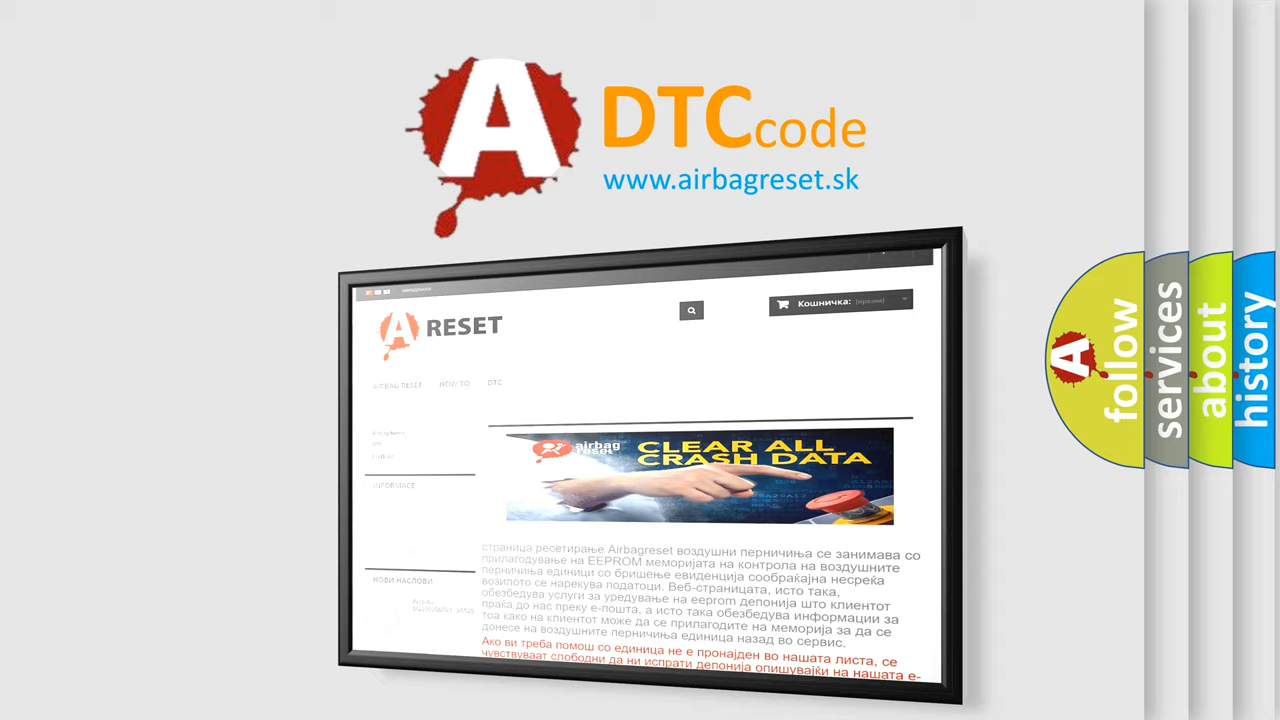 A
DTCcode
www.airbagreset.sk
Кошничка: (празни)
A RESET
AIRBAG RESET HOW TO DTC
airbag
reset
CLEAR ALL
CRASH DATA
INFORMACE
НОВИ НАСЛОВИ
страница ресетирање Airbagreset воздушни перничиња се занимава со
прилагодување на EEPROM меморијата на контрола на воздушните
перничиња единици со бришење евиденција сообраќајна несреќа
возилото се нарекува податоци. Веб-страницата, исто така,
обезбедува услуги за уредување на eeprom депонија што клиентот
праќа до нас преку е-пошта, а исто така обезбедува информации за
тоа како на клиентот може да се прилагодите на меморија за да се
донесе на воздушните перничиња единица назад во сервис.
Ако ви треба помош со единица не е пронајден во нашата листа, се
чувствуваат слободни да ни испрати депонија опишувајќи на нашата е-
A
follow
services
about
history